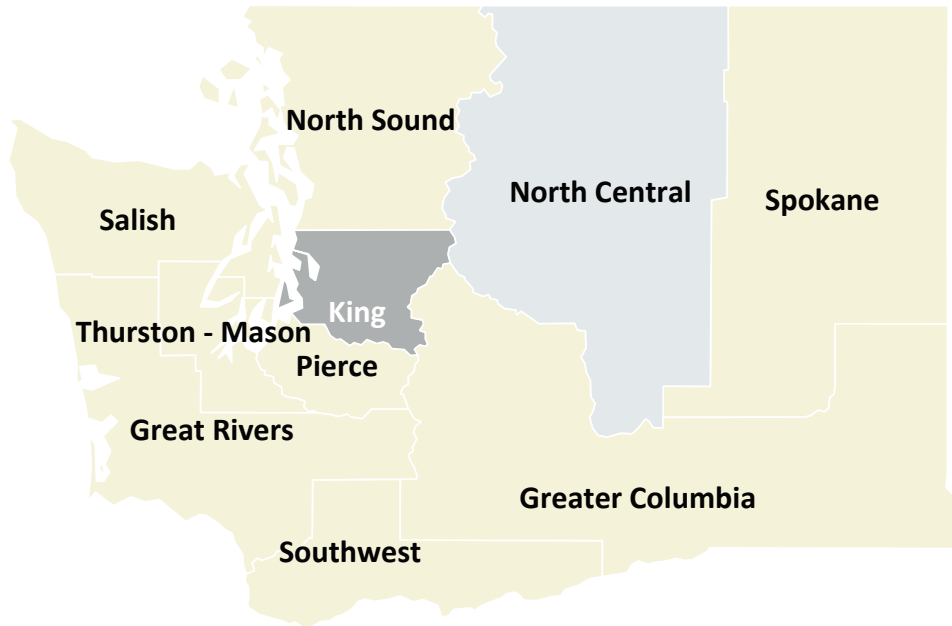 North Sound
North Central
Spokane
Salish
King
Thurston - Mason
Pierce
Great Rivers
Greater Columbia
Southwest